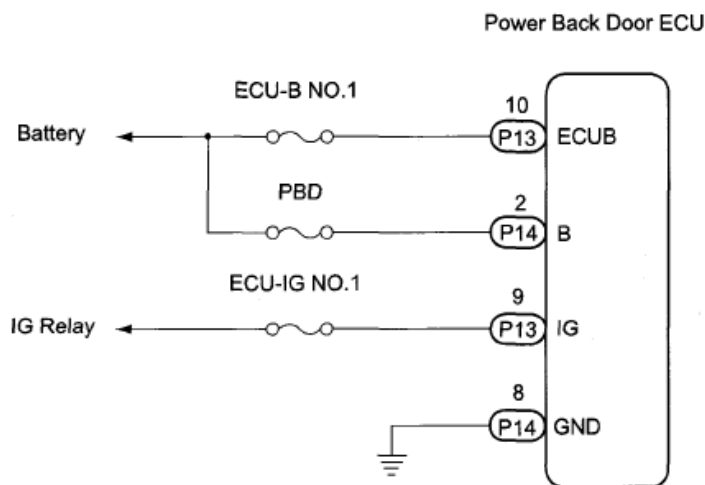 Power Back Door ECU
ECU-B NO.1
10
Battery
P13
ECUB
PBD
2
P14
B
ECU-IG NO.1
9
IG Relay
P13
IG
8
P14
GND